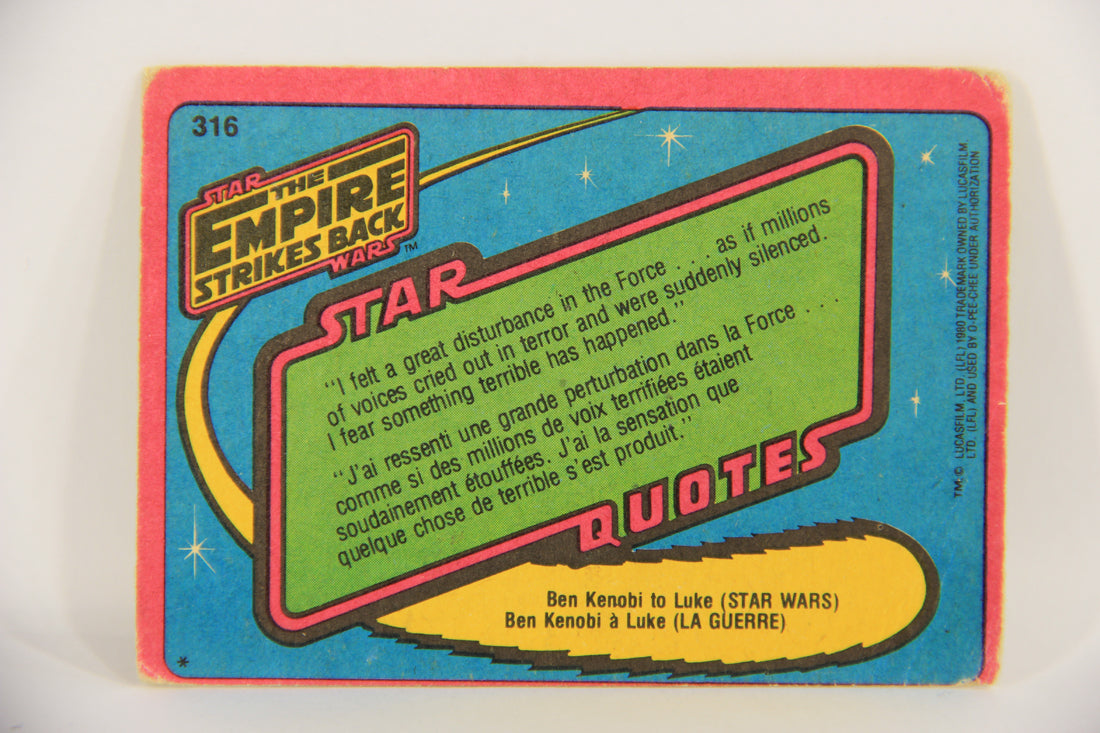 316
STAR
THE
EMPIRE
STRIKES BACK
WARS™
STAR
"I felt a great disturbance in the Force . . . as if millions
of voices cried out in terror and were suddenly silenced.
I fear something terrible has happened."
"J'ai ressenti une grande perturbation dans la Force . . .
comme si des millions de voix terrifiées étaient
soudainement étouffées. J'ai la sensation que
quelque chose de terrible s'est produit."
QUOTES
Ben Kenobi to Luke (STAR WARS)
Ben Kenobi à Luke (LA GUERRE)
*
TM. © LUCASFILM, LTD. (LFL) 1980 TRADEMARK OWNED BY LUCASFILM
LTD. (LFL) AND USED BY O-PEE-CHEE UNDER AUTHORIZATION